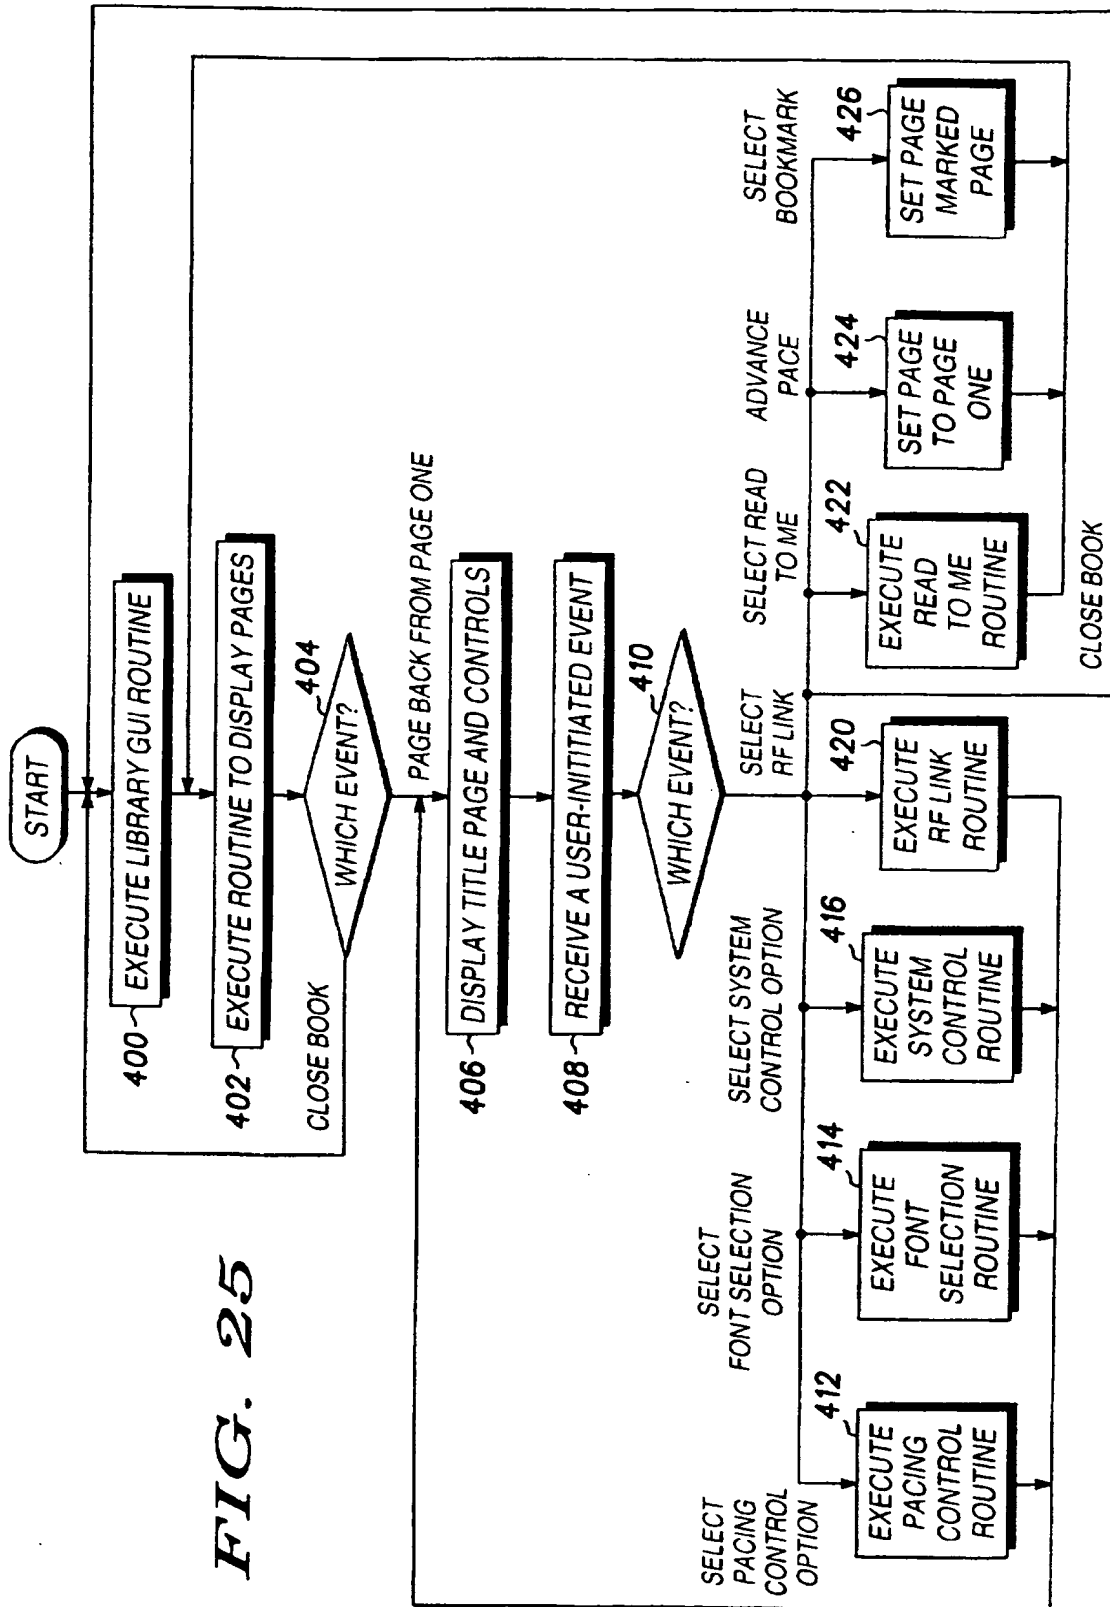 START
EXECUTE LIBRARY GUI ROUTINE
400
EXECUTE ROUTINE TO DISPLAY PAGES
402
WHICH EVENT?
404
CLOSE BOOK
PAGE BACK FROM PAGE ONE
DISPLAY TITLE PAGE AND CONTROLS
406
RECEIVE A USER-INITIATED EVENT
408
WHICH EVENT?
410
SELECT
PACING
CONTROL
OPTION
SELECT
FONT SELECTION
OPTION
SELECT SYSTEM
CONTROL OPTION
SELECT
RF LINK
SELECT READ
TO ME
ADVANCE
PACE
SELECT
BOOKMARK
412
EXECUTE
PACING
CONTROL
ROUTINE
414
EXECUTE
FONT
SELECTION
ROUTINE
416
EXECUTE
SYSTEM
CONTROL
ROUTINE
420
EXECUTE
RF LINK
ROUTINE
422
EXECUTE
READ
TO ME
ROUTINE
424
SET PAGE
TO PAGE
ONE
426
SET PAGE
MARKED
PAGE
CLOSE BOOK
FIG. 25